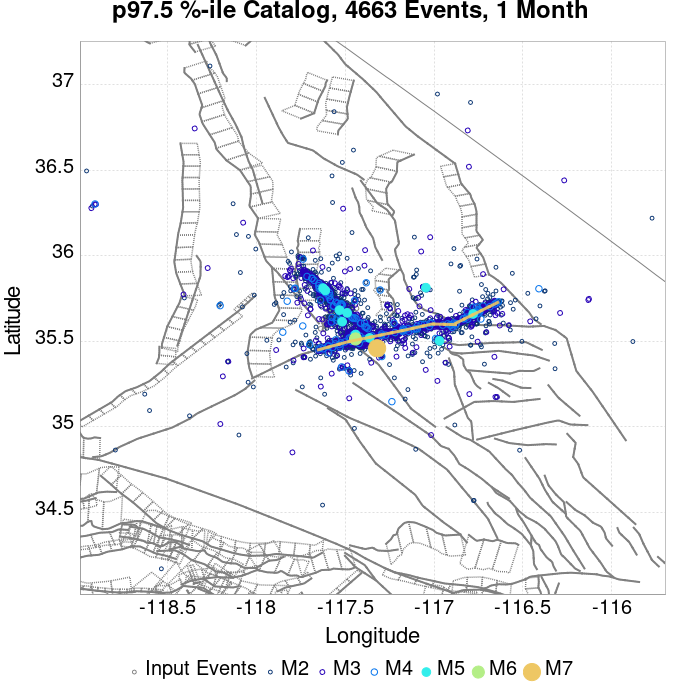 p97.5 %-ile Catalog, 4663 Events, 1 Month
37
36.5
36
35.5
35
34.5
Latitude
-118.5 -118 -117.5 -117 -116.5 -116
Longitude
Input Events M2 M3 M4 M5 M6 M7